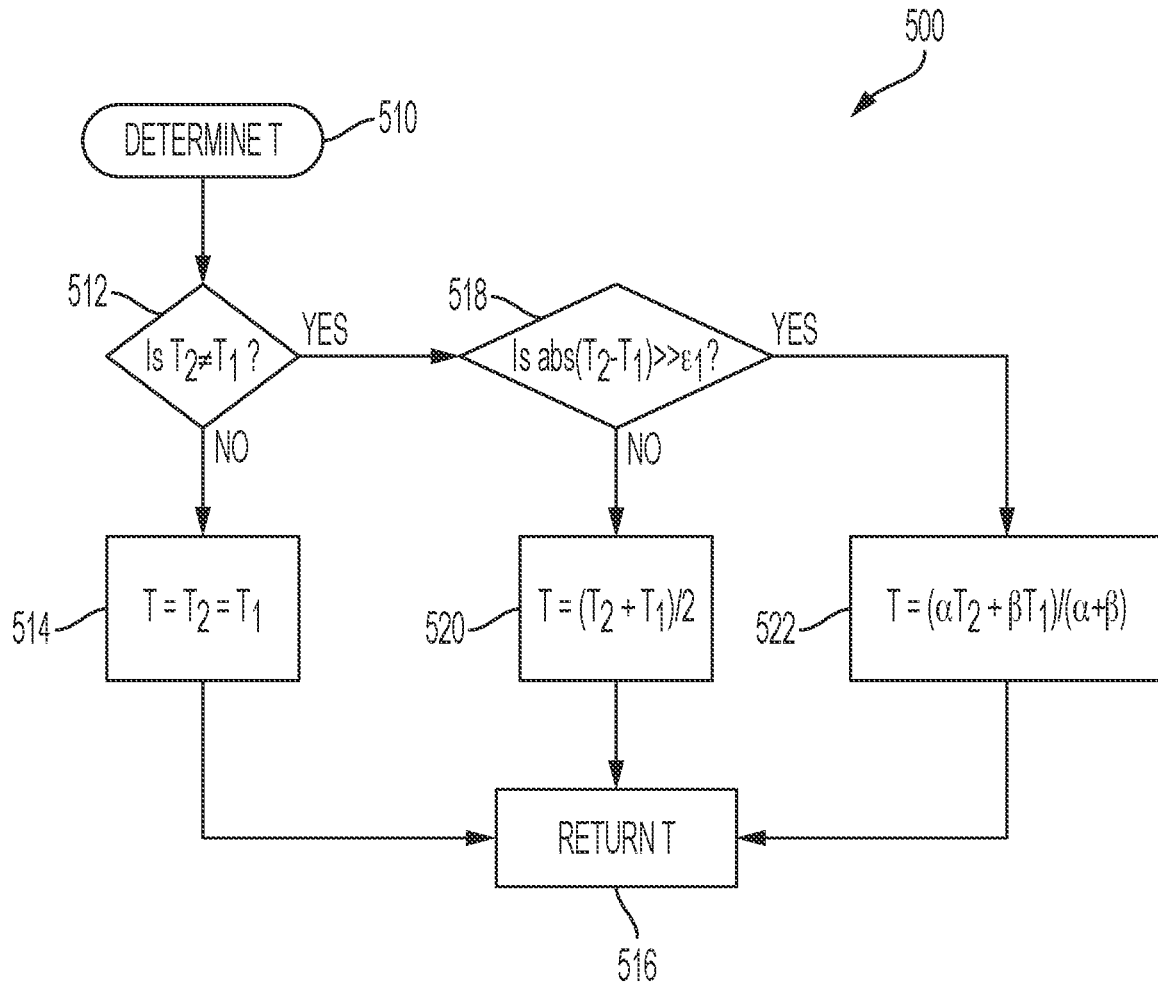 500
DETERMINE T
510
512
Is T₂≠T₁ ?
YES
518
Is abs(T₂-T₁)>>ε₁?
YES
NO
NO
T = T₂ = T₁
514
T = (T₂ + T₁)/2
520
T = (αT₂ + βT₁)/(α+β)
522
RETURN T
516